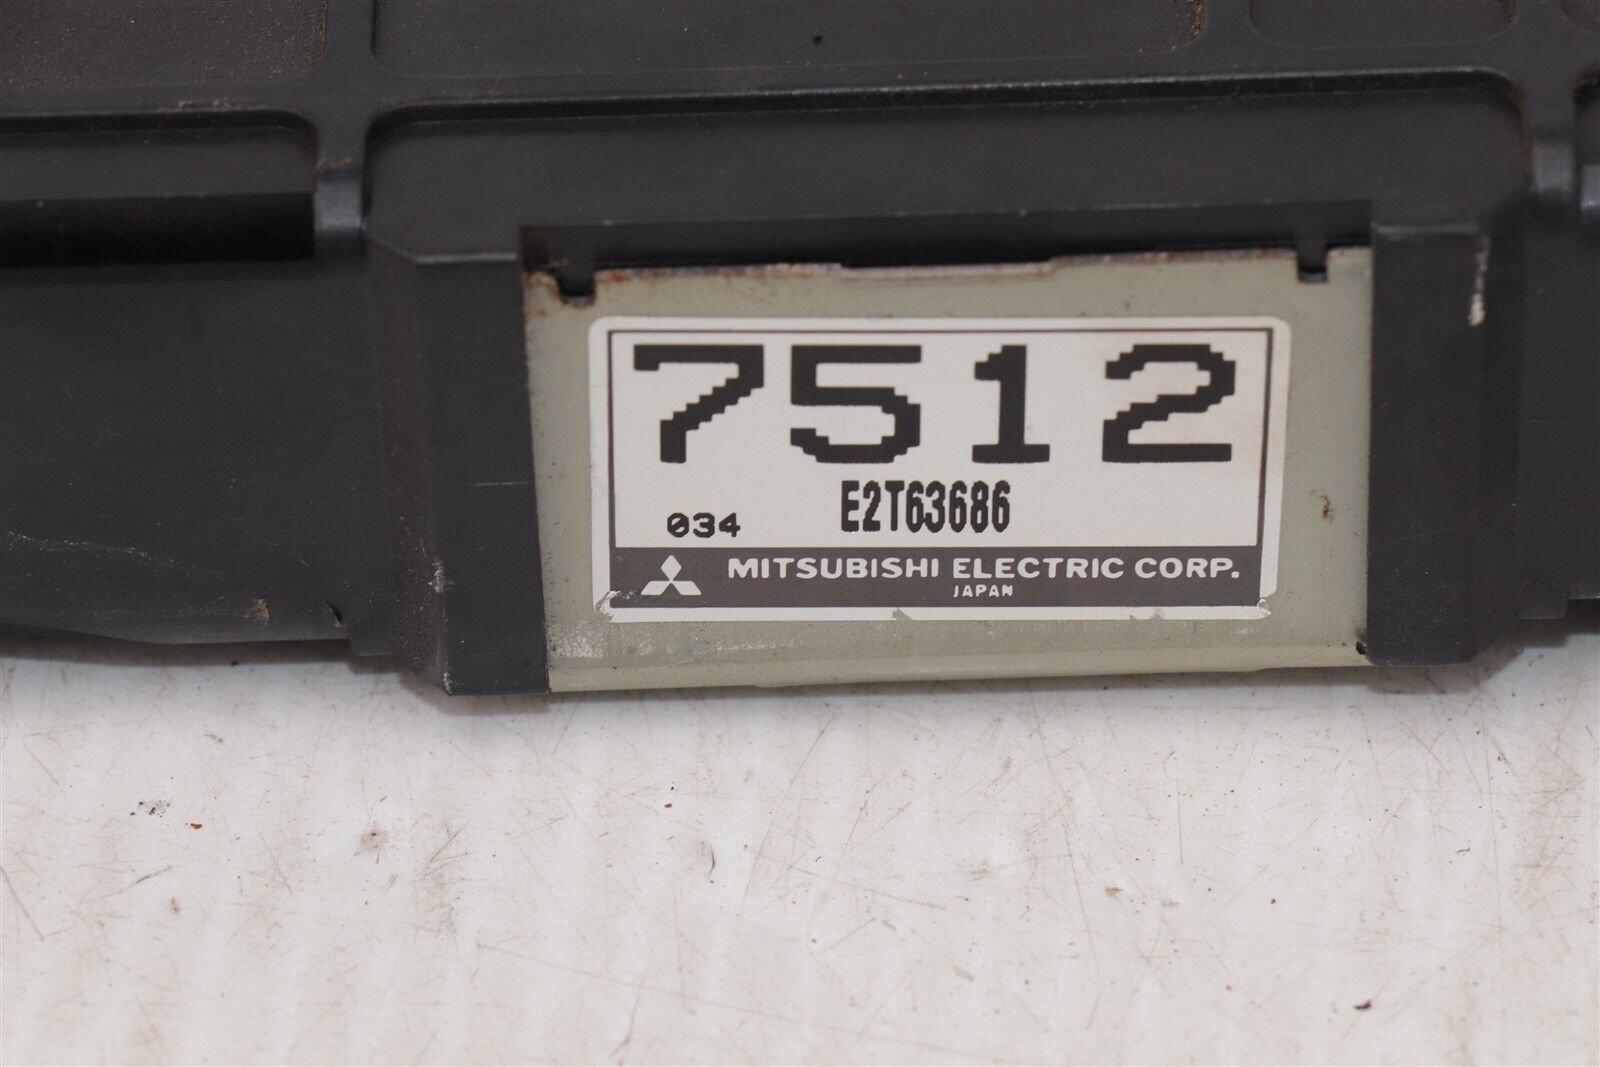 7512
034 E2T63686
MITSUBISHI ELECTRIC CORP.
JAPAN